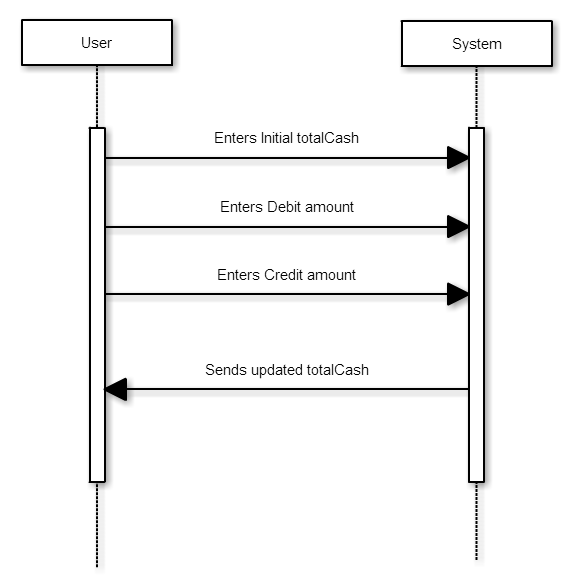 User
System
Enters Initial totalCash
Enters Debit amount
Enters Credit amount
Sends updated totalCash